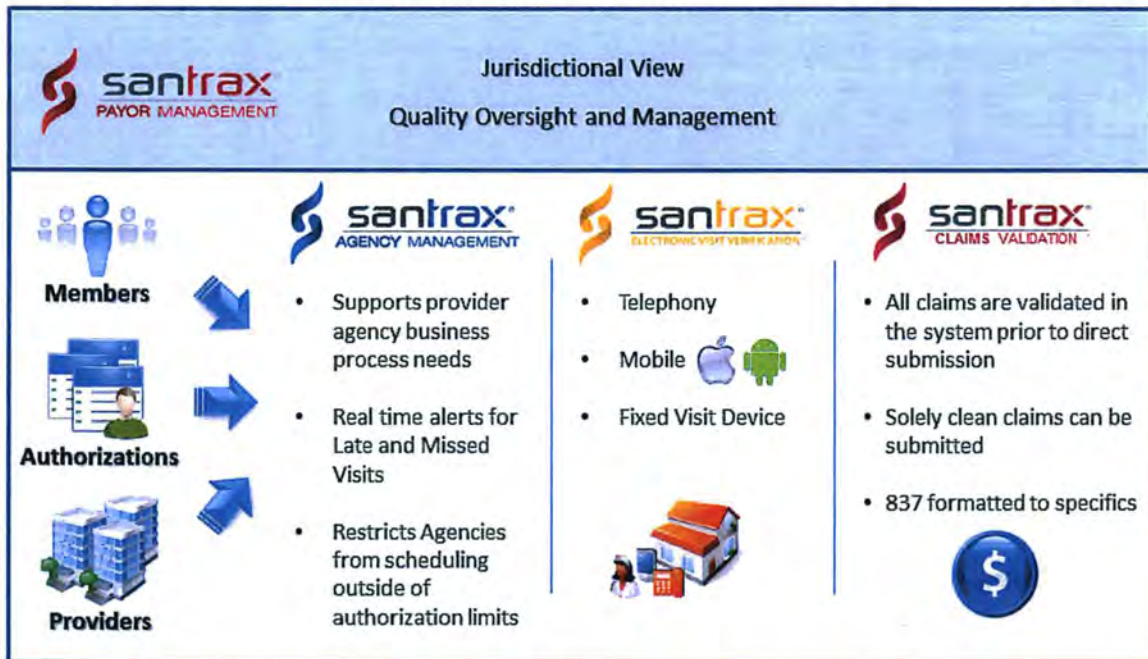 santrax
PAYOR MANAGEMENT
Jurisdictional View
Quality Oversight and Management
Members
Authorizations
Providers
santrax®
AGENCY MANAGEMENT
• Supports provider
agency business
process needs
• Real time alerts for
Late and Missed
Visits
• Restricts Agencies
from scheduling
outside of
authorization limits
santrax®
ELECTRONIC VISIT VERIFICATION
• Telephony
• Mobile
• Fixed Visit Device
santrax®
CLAIMS VALIDATION
• All claims are validated in
the system prior to direct
submission
• Solely clean claims can be
submitted
• 837 formatted to specifics
$